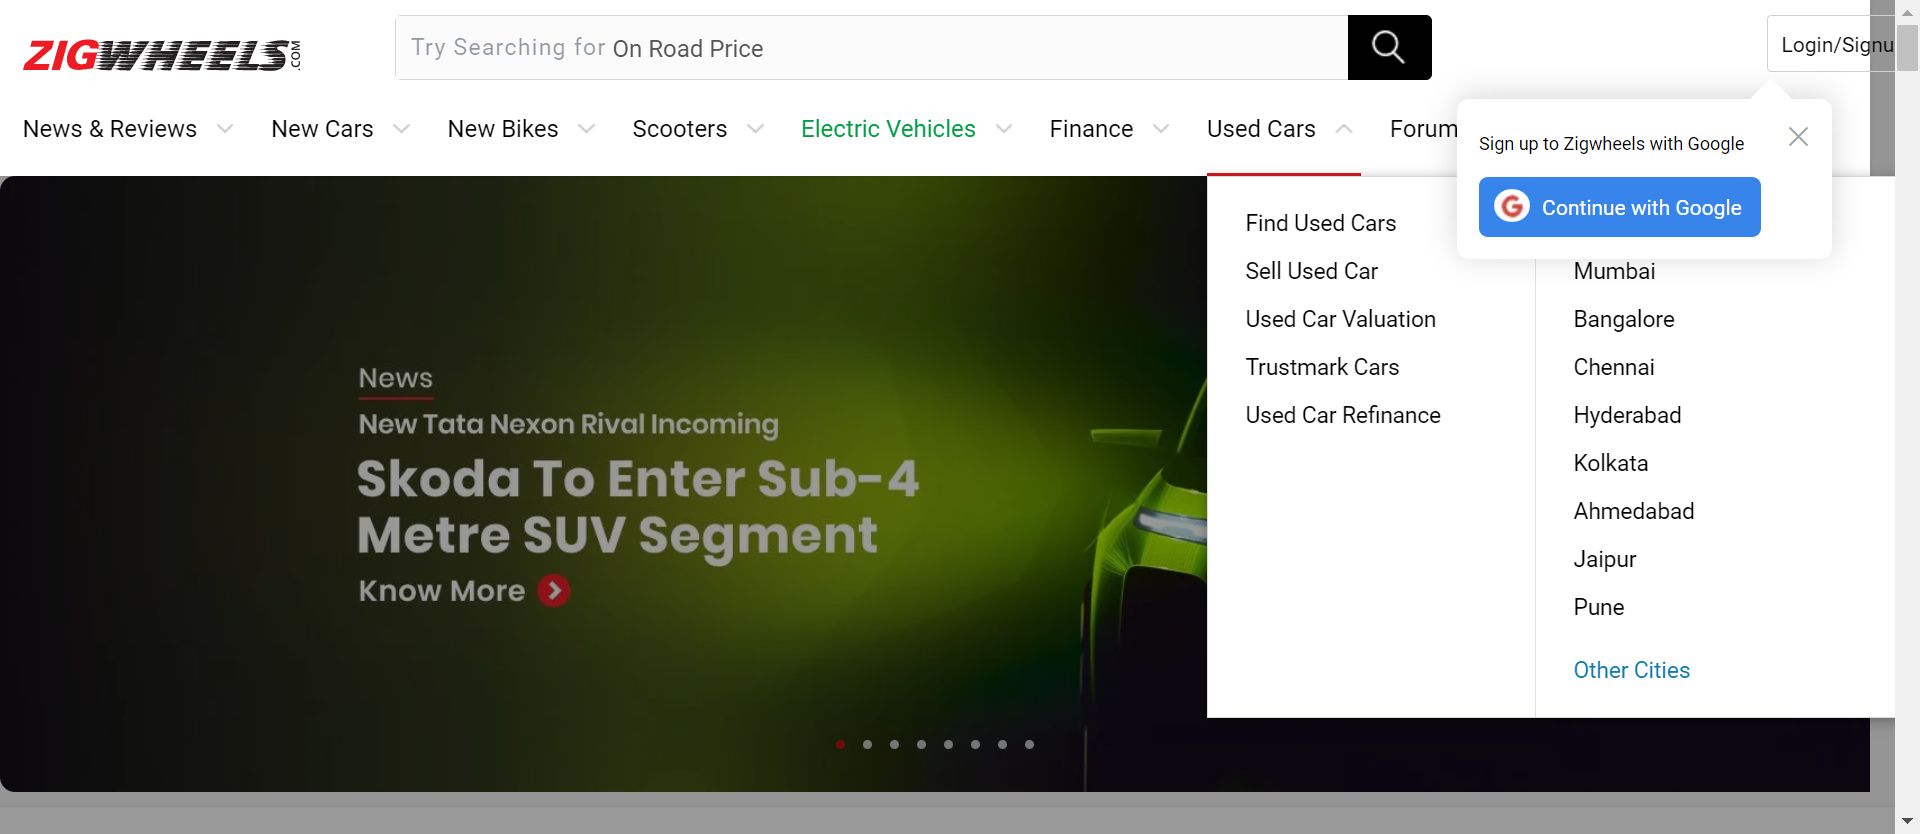 ZIGWHEELS.COM
Try Searching for On Road Price
Login/Signu
News & Reviews
New Cars
New Bikes
Scooters
Electric Vehicles
Finance
Used Cars
Forum
Sign up to Zigwheels with Google
Continue with Google
Find Used Cars
Sell Used Car
Used Car Valuation
Trustmark Cars
Used Car Refinance
Mumbai
Bangalore
Chennai
Hyderabad
Kolkata
Ahmedabad
Jaipur
Pune
Other Cities
News
New Tata Nexon Rival Incoming
Skoda To Enter Sub-4
Metre SUV Segment
Know More